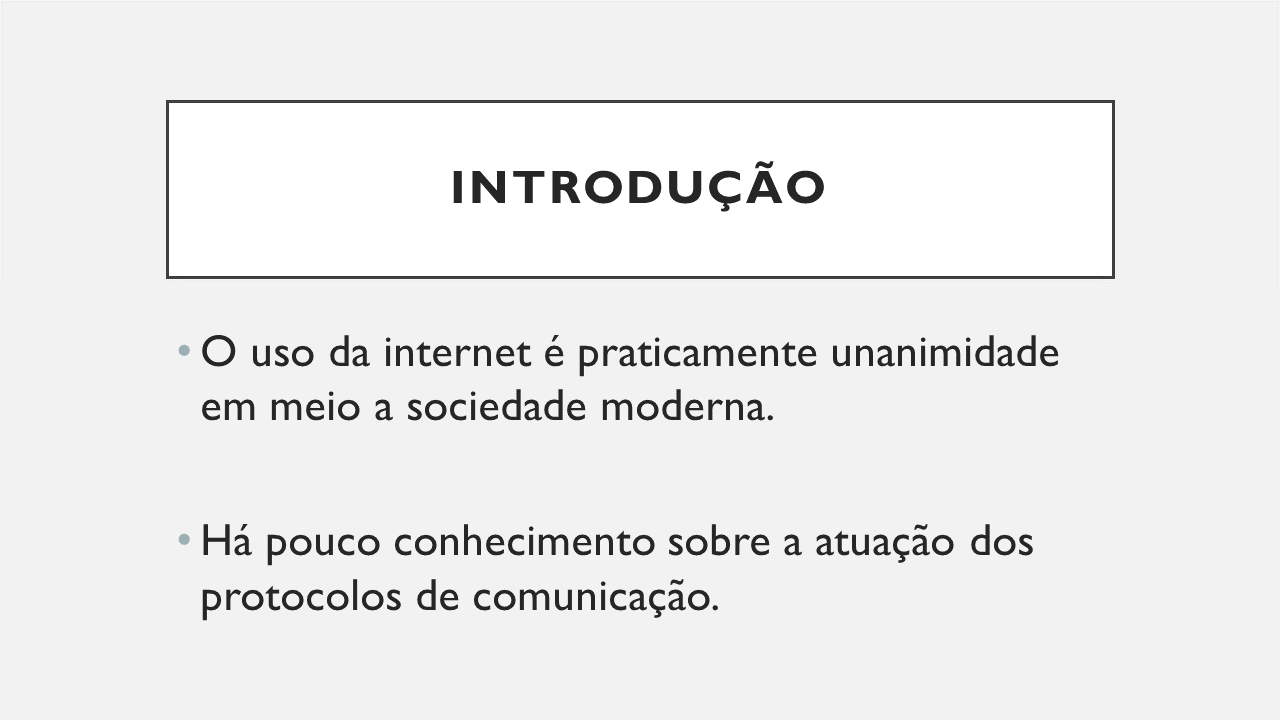 INTRODUÇÃO
• O uso da internet é praticamente unanimidade
em meio a sociedade moderna.
• Há pouco conhecimento sobre a atuação dos
protocolos de comunicação.